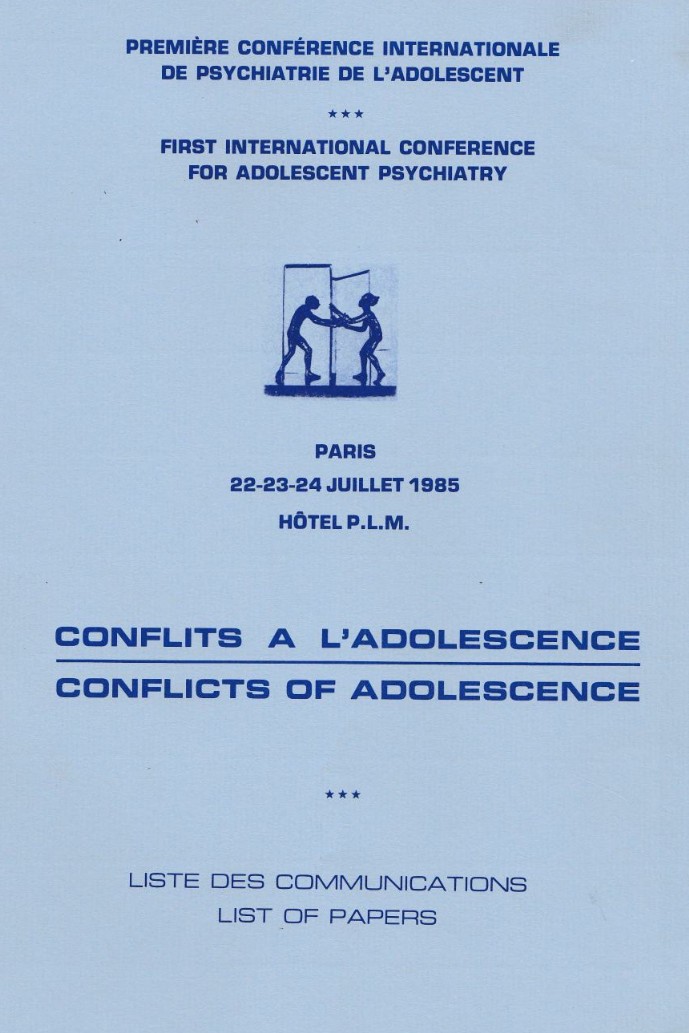 PREMIÈRE CONFÉRENCE INTERNATIONALE
DE PSYCHIATRIE DE L'ADOLESCENT
★★★
FIRST INTERNATIONAL CONFERENCE
FOR ADOLESCENT PSYCHIATRY
PARIS
22-23-24 JUILLET 1985
HÔTEL P.L.M.
CONFLITS A L'ADOLESCENCE
CONFLICTS OF ADOLESCENCE
★★★
LISTE DES COMMUNICATIONS
LIST OF PAPERS